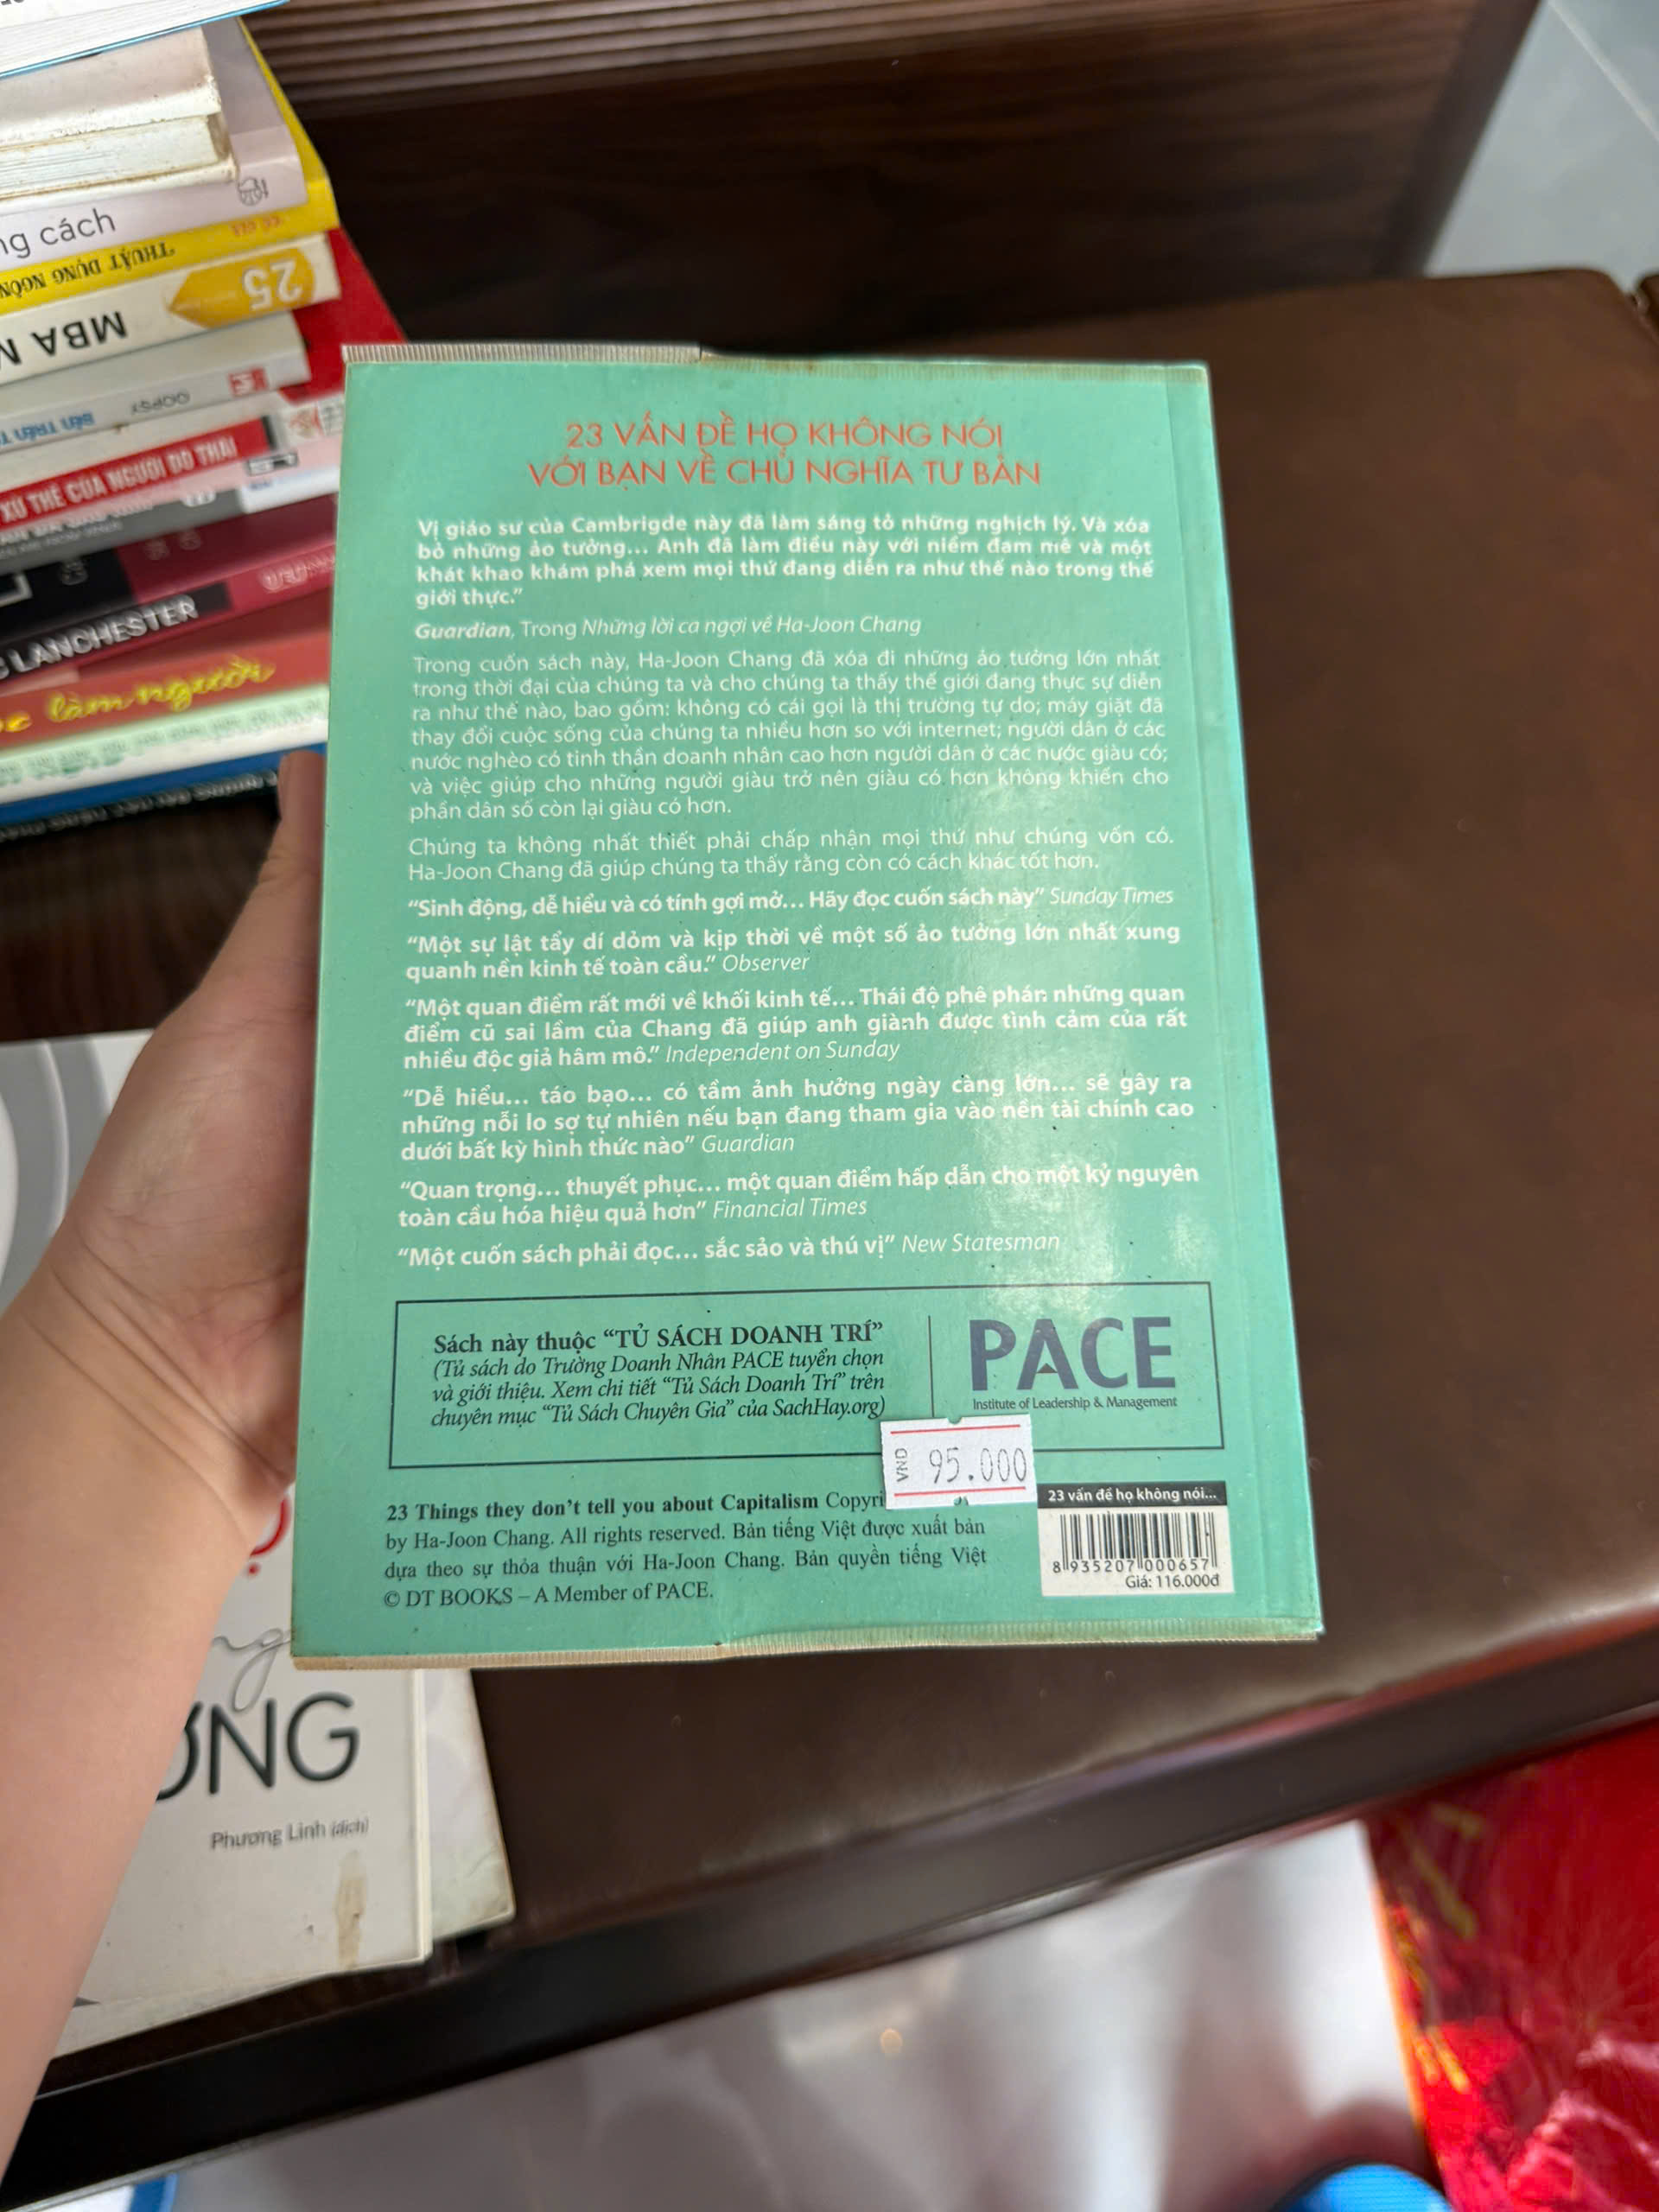 ng cách
THUẬT DÙNG NGÔN
25
MBA
OOPSY
XỬ THẾ CỦA NGƯỜI DO THÁI
LANCHESTER
làm người
23 VẤN ĐỀ HỌ KHÔNG NÓI
VỚI BẠN VỀ CHỦ NGHĨA TƯ BẢN
Vị giáo sư của Cambrigde này đã làm sáng tỏ những nghịch lý. Và xóa
bỏ những ảo tưởng... Anh đã làm điều này với niềm đam mê và một
khát khao khám phá xem mọi thứ đang diễn ra như thế nào trong thế
giới thực.”
Guardian, Trong Những lời ca ngợi về Ha-Joon Chang
Trong cuốn sách này, Ha-Joon Chang đã xóa đi những ảo tưởng lớn nhất
trong thời đại của chúng ta và cho chúng ta thấy thế giới đang thực sự diễn
ra như thế nào, bao gồm: không có cái gọi là thị trường tự do; máy giặt đã
thay đổi cuộc sống của chúng ta nhiều hơn so với internet; người dân ở các
nước nghèo có tinh thần doanh nhân cao hơn người dân ở các nước giàu có;
và việc giúp cho những người giàu trở nên giàu có hơn không khiến cho
phần dân số còn lại giàu có hơn.
Chúng ta không nhất thiết phải chấp nhận mọi thứ như chúng vốn có.
Ha-Joon Chang đã giúp chúng ta thấy rằng còn có cách khác tốt hơn.
“Sinh động, dễ hiểu và có tính gợi mở... Hãy đọc cuốn sách này” Sunday Times
“Một sự lật tẩy dí dỏm và kịp thời về một số ảo tưởng lớn nhất xung
quanh nền kinh tế toàn cầu.” Observer
“Một quan điểm rất mới về khối kinh tế... Thái độ phê phán những quan
điểm cũ sai lầm của Chang đã giúp anh giành được tình cảm của rất
nhiều độc giả hâm mô.” Independent on Sunday
“Dễ hiểu... táo bạo... có tầm ảnh hưởng ngày càng lớn... sẽ gây ra
những nỗi lo sợ tự nhiên nếu bạn đang tham gia vào nền tài chính cao
dưới bất kỳ hình thức nào” Guardian
“Quan trọng... thuyết phục... một quan điểm hấp dẫn cho một kỷ nguyên
toàn cầu hóa hiệu quả hơn” Financial Times
“Một cuốn sách phải đọc... sắc sảo và thú vị” New Statesman
Sách này thuộc “TỦ SÁCH DOANH TRÍ”
(Tủ sách do Trường Doanh Nhân PACE tuyển chọn
và giới thiệu. Xem chi tiết “Tủ Sách Doanh Trí” trên
chuyên mục “Tủ Sách Chuyên Gia” của SachHay.org)
PACE
Institute of Leadership & Management
VND 95.000
23 Things they don’t tell you about Capitalism Copyri
by Ha-Joon Chang. All rights reserved. Bản tiếng Việt được xuất bản
dựa theo sự thỏa thuận với Ha-Joon Chang. Bản quyền tiếng Việt
© DT BOOKS – A Member of PACE.
23 vấn đề họ không nói...
8 935207 000657
Giá: 116.000đ
ng
ƠNG
Phương Linh (dịch)